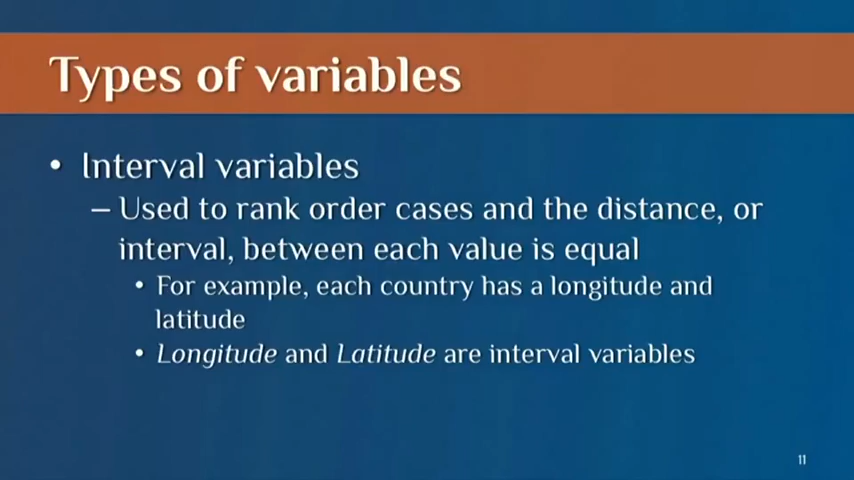 Types of variables
• Interval variables
– Used to rank order cases and the distance, or
interval, between each value is equal
• For example, each country has a longitude and
latitude
• Longitude and Latitude are interval variables
11